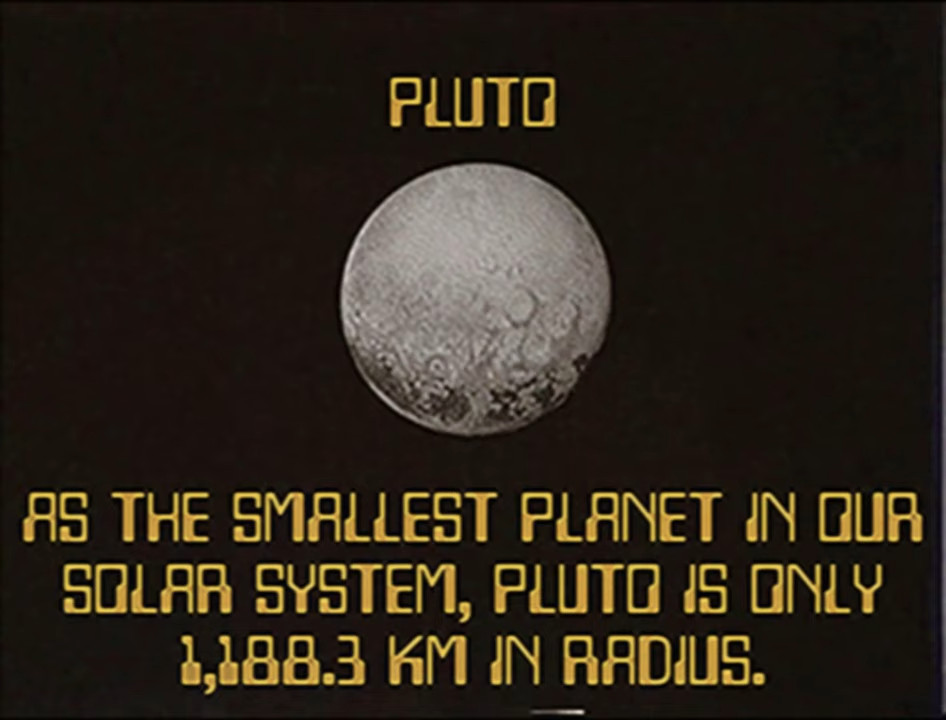 PLUTO
AS THE SMALLEST PLANET IN OUR
SOLAR SYSTEM, PLUTO IS ONLY
1,188.3 KM IN RADIUS.